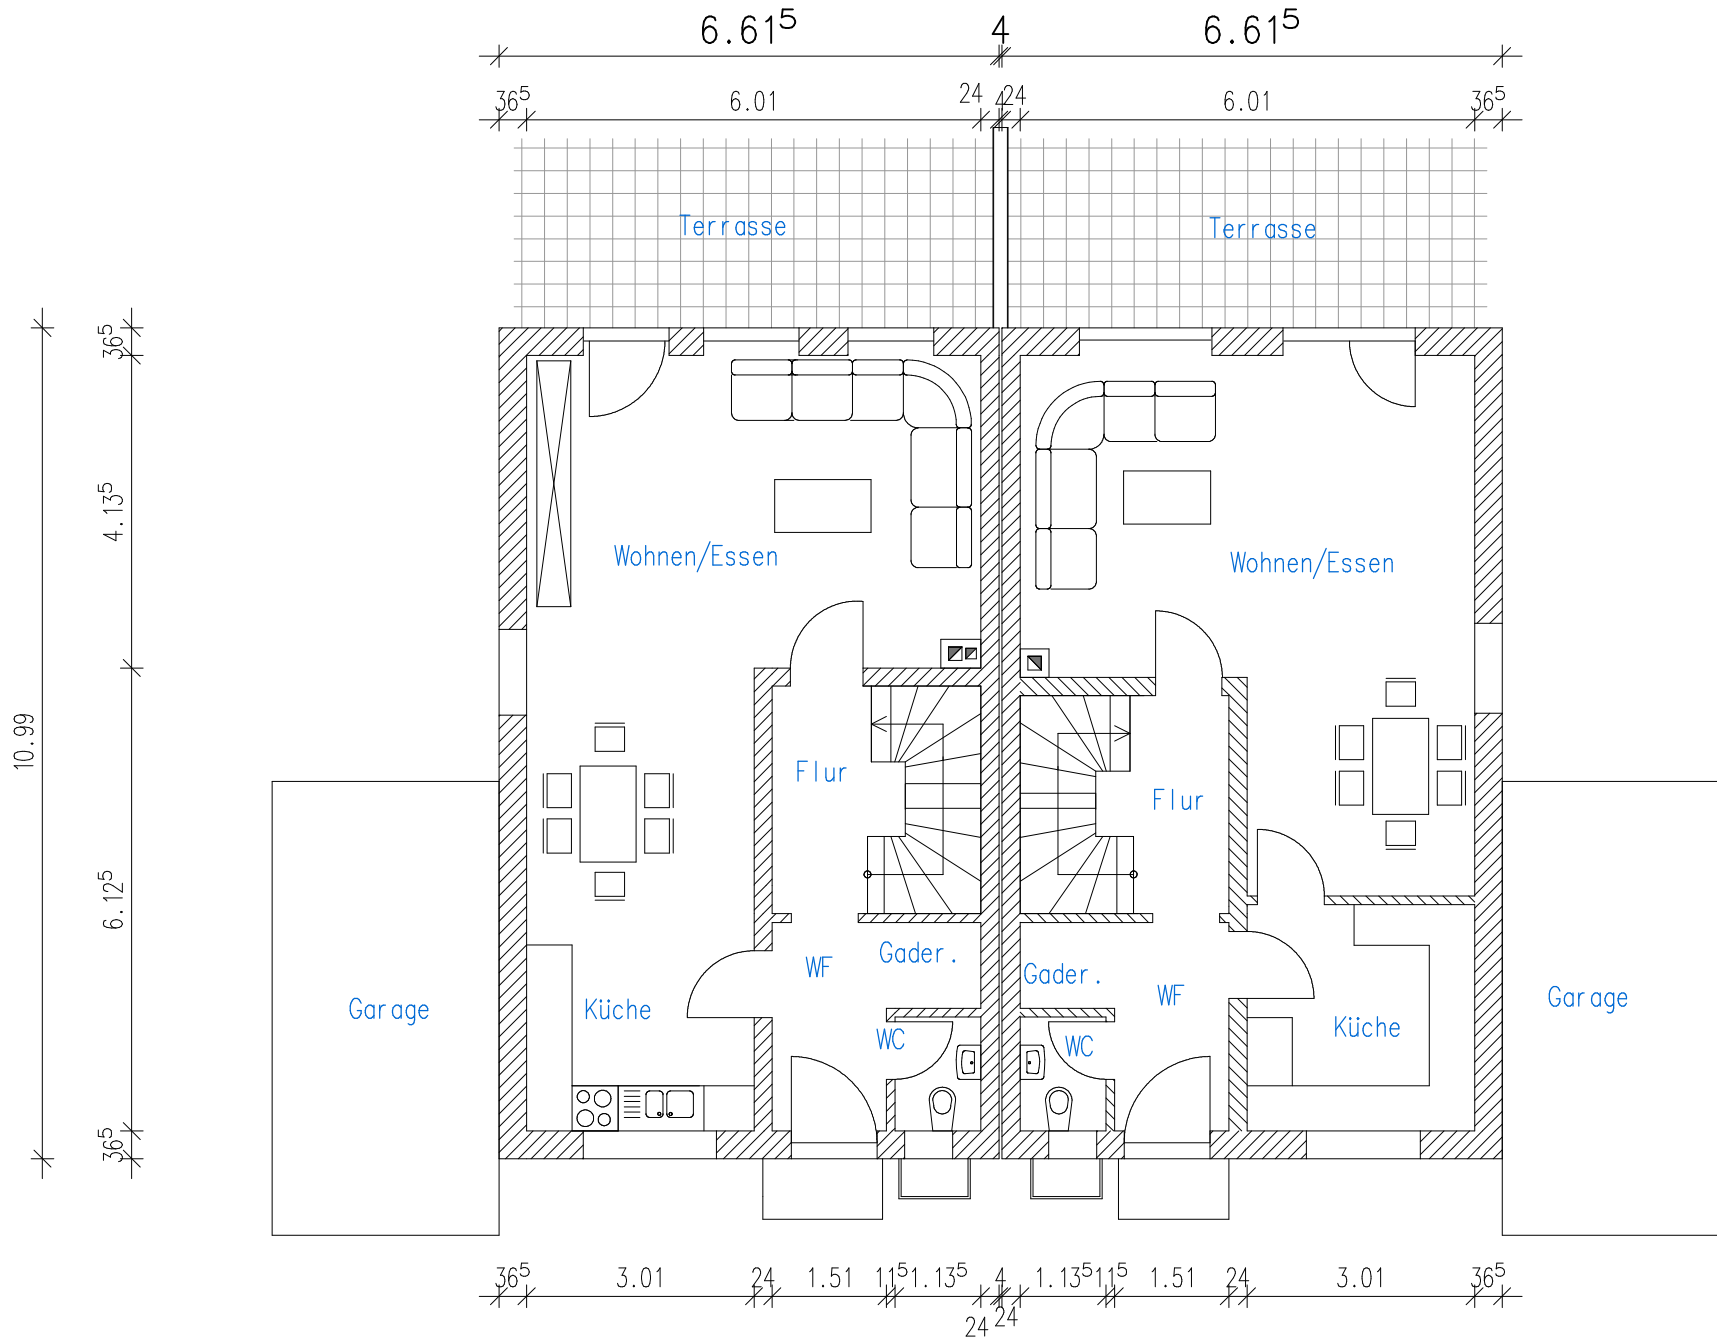 6.61⁵ 4 6.61⁵
36⁵ 6.01 24 4 24 6.01 36⁵
Terrasse Terrasse
36⁵
4.13⁵
Wohnen/Essen Wohnen/Essen
10.99
Flur Flur
6.12⁵
Gader. WF Gader. WF
Garage Küche Küche Garage
WC WC
36⁵
36⁵ 3.01 24 1.51 11⁵ 1.13⁵ 4 1.13⁵ 11⁵ 1.51 24 3.01 36⁵
24 24